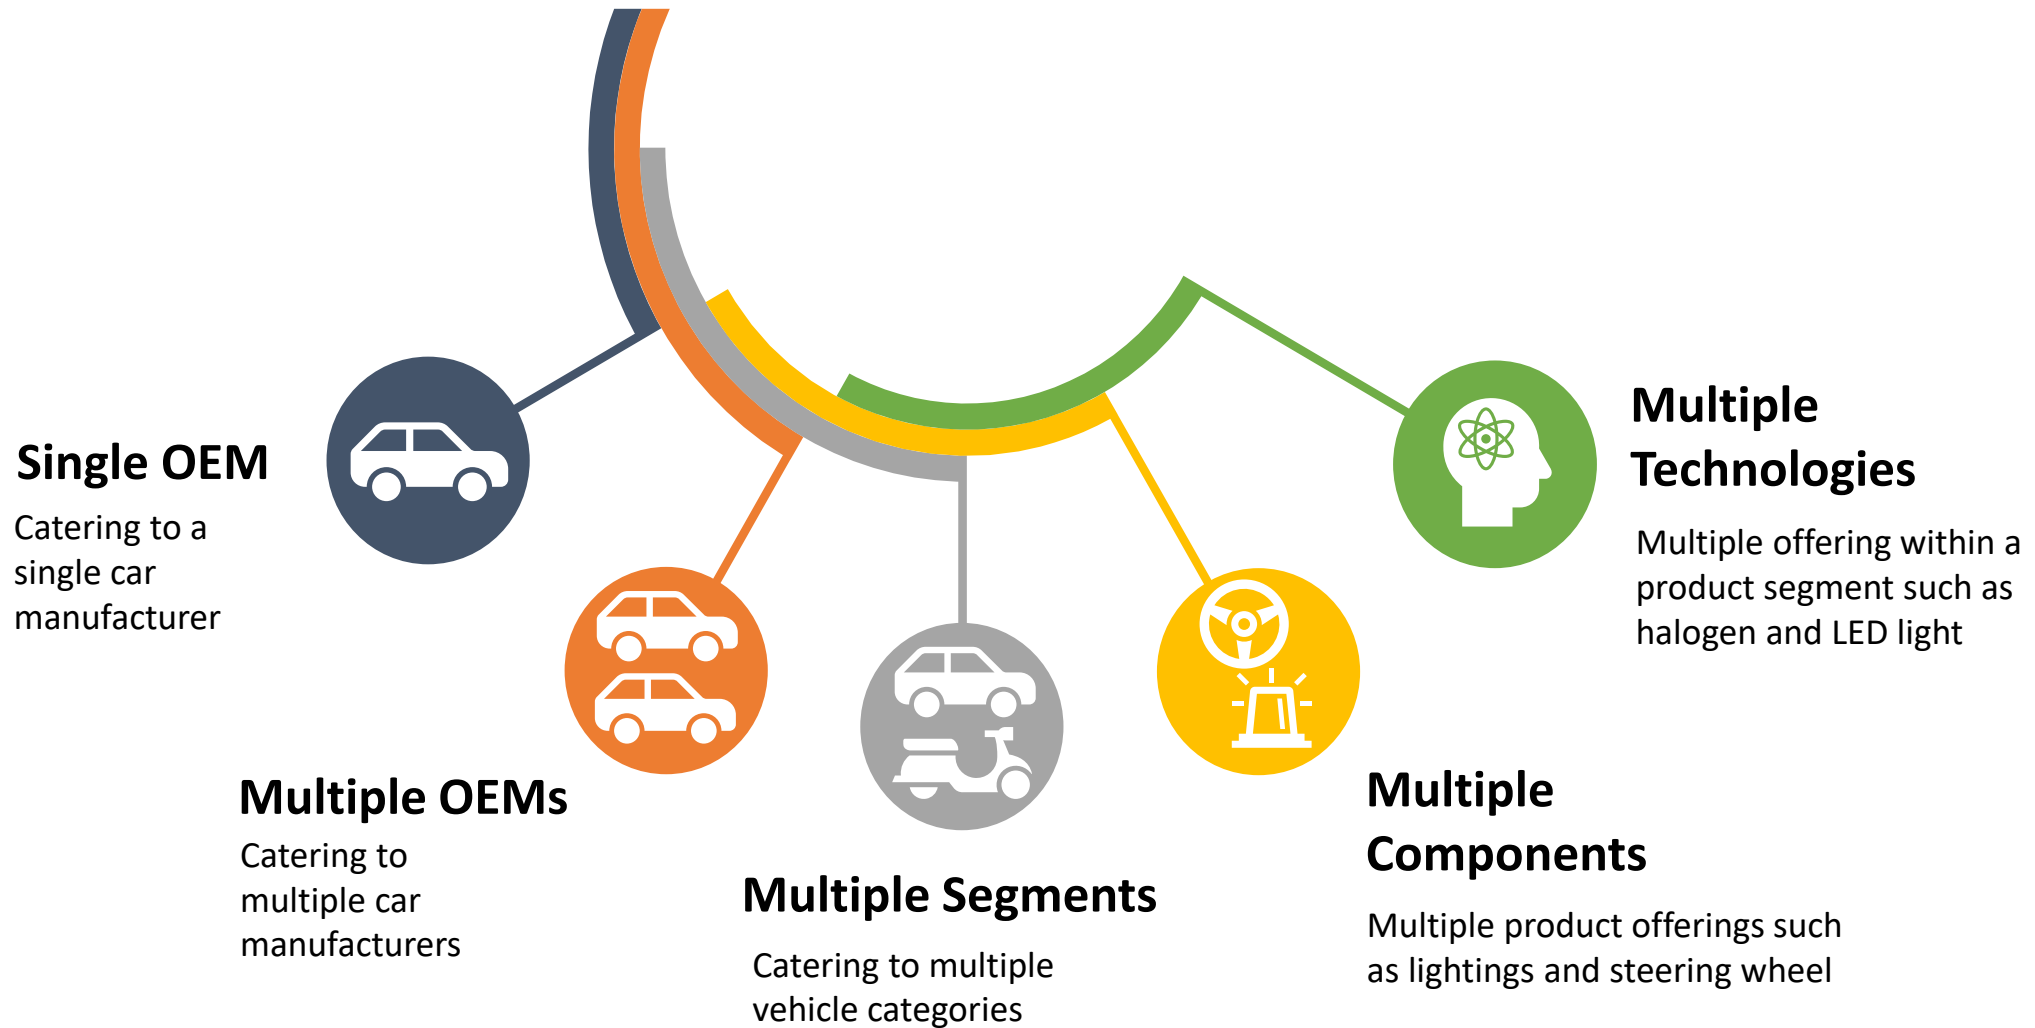 Single OEM
Catering to a
single car
manufacturer
Multiple OEMs
Catering to
multiple car
manufacturers
Multiple Segments
Catering to multiple
vehicle categories
Multiple
Components
Multiple product offerings such
as lightings and steering wheel
Multiple
Technologies
Multiple offering within a
product segment such as
halogen and LED light